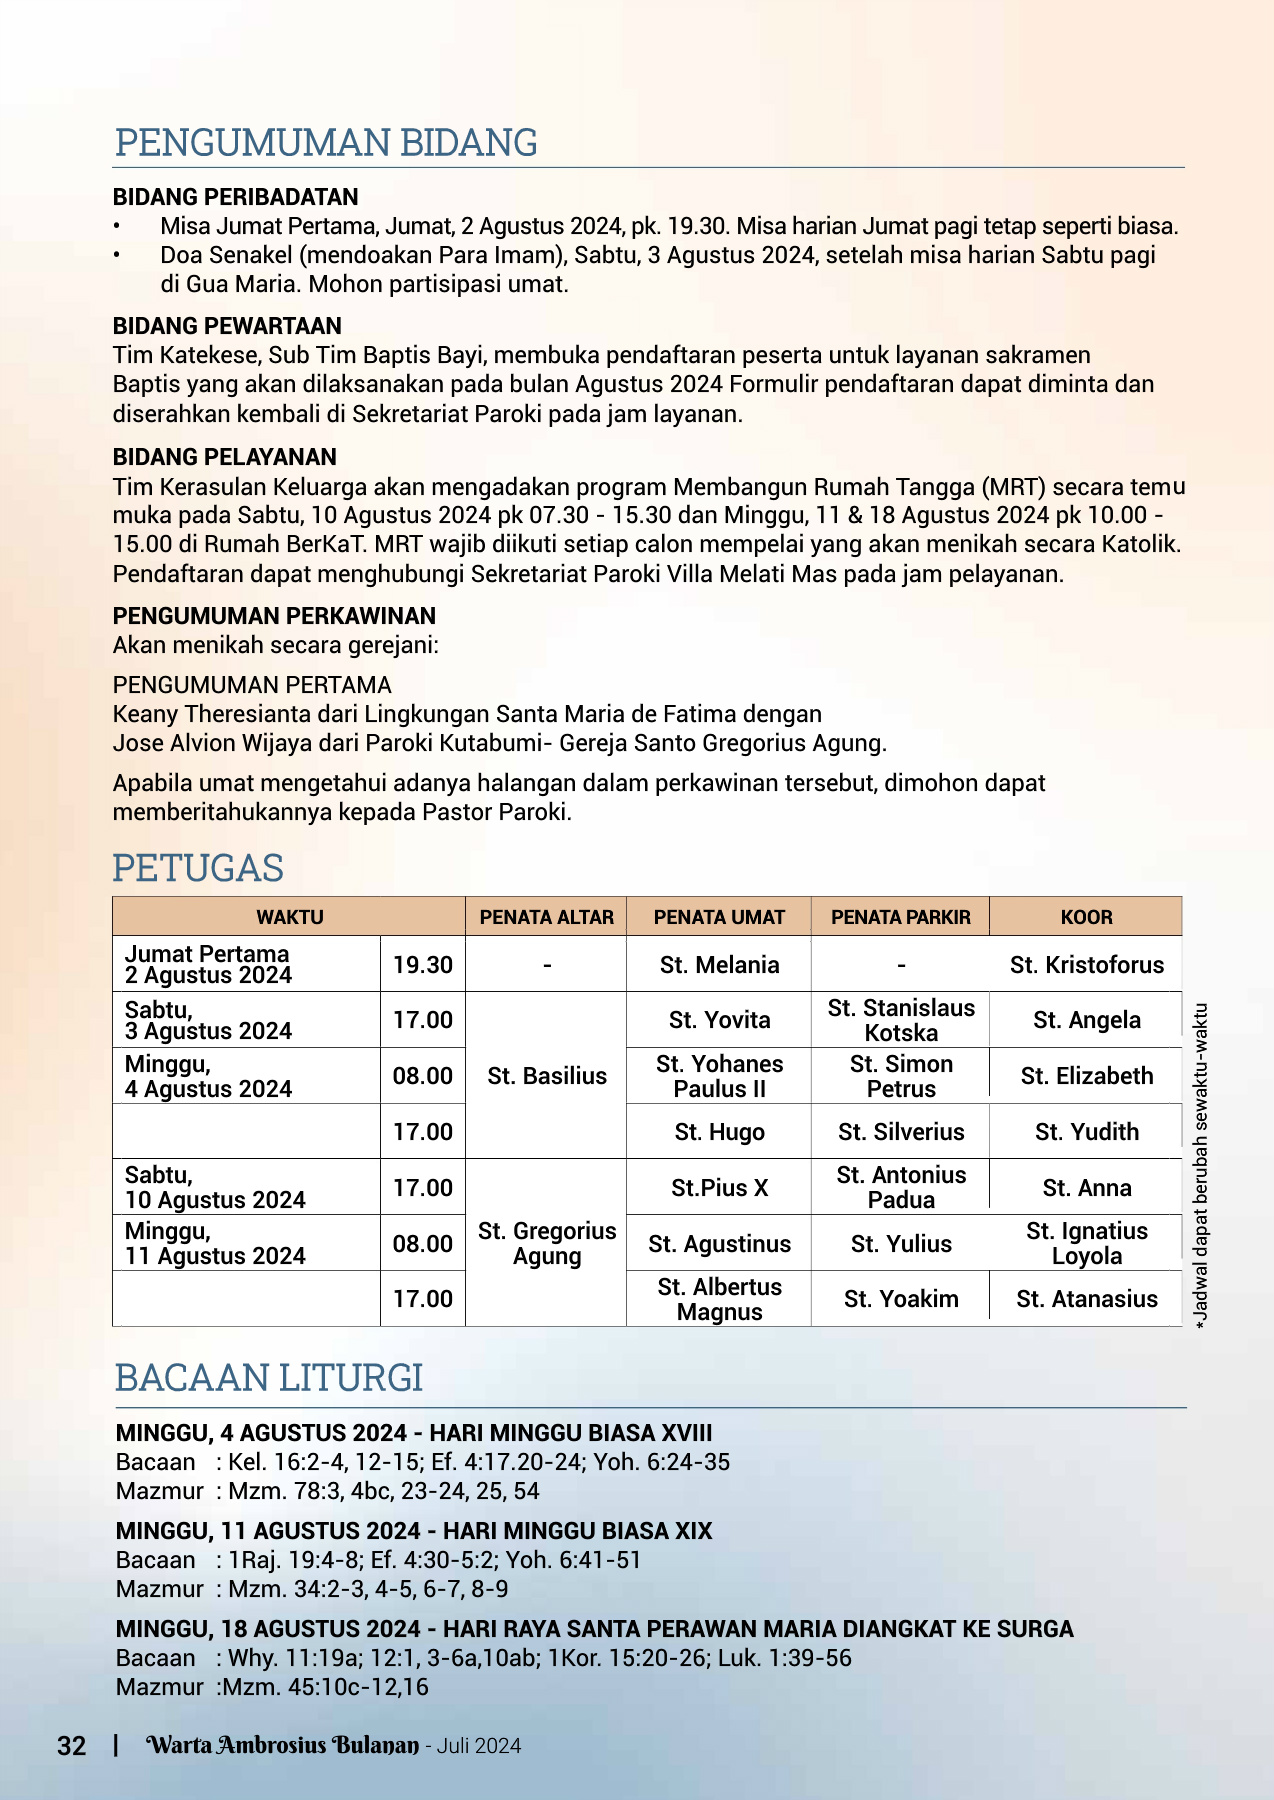 PENGUMUMAN BIDANG
BIDANG PERIBADATAN
• Misa Jumat Pertama, Jumat, 2 Agustus 2024, pk. 19.30. Misa harian Jumat pagi tetap seperti biasa.
• Doa Senakel (mendoakan Para Imam), Sabtu, 3 Agustus 2024, setelah misa harian Sabtu pagi
di Gua Maria. Mohon partisipasi umat.
BIDANG PEWARTAAN
Tim Katekese, Sub Tim Baptis Bayi, membuka pendaftaran peserta untuk layanan sakramen
Baptis yang akan dilaksanakan pada bulan Agustus 2024 Formulir pendaftaran dapat diminta dan
diserahkan kembali di Sekretariat Paroki pada jam layanan.
BIDANG PELAYANAN
Tim Kerasulan Keluarga akan mengadakan program Membangun Rumah Tangga (MRT) secara temu
muka pada Sabtu, 10 Agustus 2024 pk 07.30 - 15.30 dan Minggu, 11 & 18 Agustus 2024 pk 10.00 -
15.00 di Rumah BerKaT. MRT wajib diikuti setiap calon mempelai yang akan menikah secara Katolik.
Pendaftaran dapat menghubungi Sekretariat Paroki Villa Melati Mas pada jam pelayanan.
PENGUMUMAN PERKAWINAN
Akan menikah secara gerejani:
PENGUMUMAN PERTAMA
Keany Theresianta dari Lingkungan Santa Maria de Fatima dengan
Jose Alvion Wijaya dari Paroki Kutabumi- Gereja Santo Gregorius Agung.
Apabila umat mengetahui adanya halangan dalam perkawinan tersebut, dimohon dapat
memberitahukannya kepada Pastor Paroki.
PETUGAS
WAKTU PENATA ALTAR PENATA UMAT PENATA PARKIR KOOR
Jumat Pertama
2 Agustus 2024 19.30 - St. Melania - St. Kristoforus
Sabtu,
3 Agustus 2024 17.00 St. Yovita St. Stanislaus
Kotska St. Angela
Minggu,
4 Agustus 2024 08.00 St. Basilius St. Yohanes
Paulus II St. Simon
Petrus St. Elizabeth
17.00 St. Hugo St. Silverius St. Yudith
Sabtu,
10 Agustus 2024 17.00 St.Pius X St. Antonius
Padua St. Anna
Minggu,
11 Agustus 2024 08.00 St. Gregorius
Agung St. Agustinus St. Yulius St. Ignatius
Loyola
17.00 St. Albertus
Magnus St. Yoakim St. Atanasius
*Jadwal dapat berubah sewaktu-waktu
BACAAN LITURGI
MINGGU, 4 AGUSTUS 2024 - HARI MINGGU BIASA XVIII
Bacaan : Kel. 16:2-4, 12-15; Ef. 4:17.20-24; Yoh. 6:24-35
Mazmur : Mzm. 78:3, 4bc, 23-24, 25, 54
MINGGU, 11 AGUSTUS 2024 - HARI MINGGU BIASA XIX
Bacaan : 1Raj. 19:4-8; Ef. 4:30-5:2; Yoh. 6:41-51
Mazmur : Mzm. 34:2-3, 4-5, 6-7, 8-9
MINGGU, 18 AGUSTUS 2024 - HARI RAYA SANTA PERAWAN MARIA DIANGKAT KE SURGA
Bacaan : Why. 11:19a; 12:1, 3-6a,10ab; 1Kor. 15:20-26; Luk. 1:39-56
Mazmur :Mzm. 45:10c-12,16
32 | Warta Ambrosius Bulanan - Juli 2024